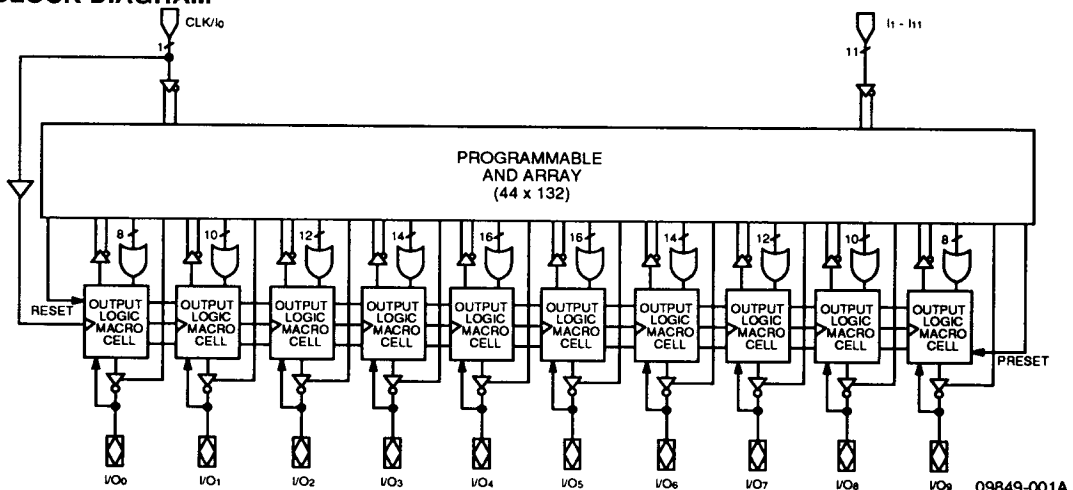 BLOCK DIAGRAM
CLK/I0
I1 - I11
1
11
PROGRAMMABLE
AND ARRAY
(44 x 132)
8
10
12
14
16
16
14
12
10
8
RESET
OUTPUT
LOGIC
MACRO
CELL
OUTPUT
LOGIC
MACRO
CELL
OUTPUT
LOGIC
MACRO
CELL
OUTPUT
LOGIC
MACRO
CELL
OUTPUT
LOGIC
MACRO
CELL
OUTPUT
LOGIC
MACRO
CELL
OUTPUT
LOGIC
MACRO
CELL
OUTPUT
LOGIC
MACRO
CELL
OUTPUT
LOGIC
MACRO
CELL
OUTPUT
LOGIC
MACRO
CELL
PRESET
I/O0
I/O1
I/O2
I/O3
I/O4
I/O5
I/O6
I/O7
I/O8
I/O9
09849-001A